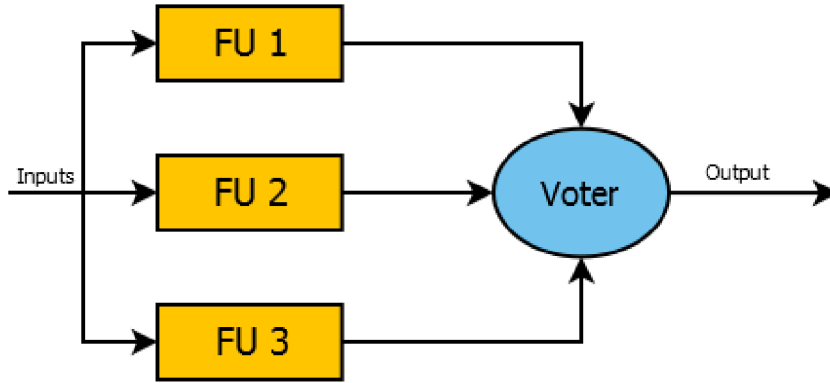 FU 1
Inputs
FU 2
Voter
Output
FU 3